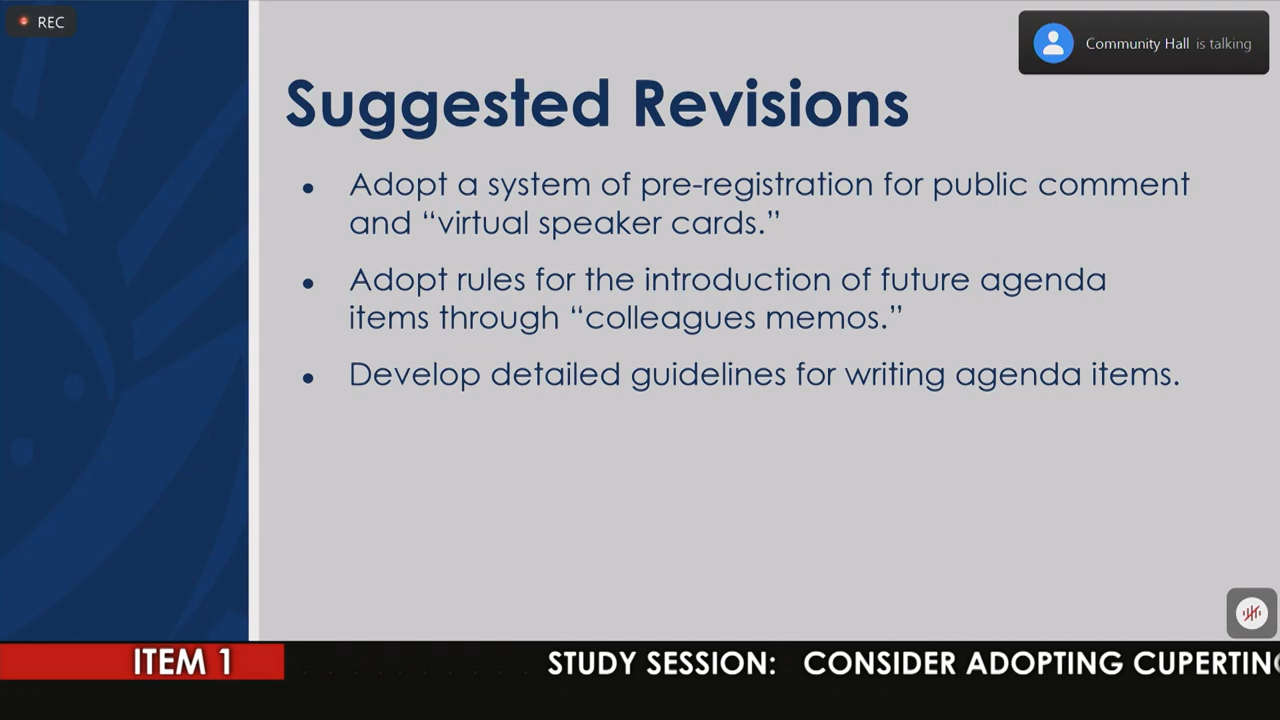 REC
Community Hall is talking
Suggested Revisions
• Adopt a system of pre-registration for public comment
and “virtual speaker cards.”
• Adopt rules for the introduction of future agenda
items through “colleagues memos.”
• Develop detailed guidelines for writing agenda items.
ITEM 1
STUDY SESSION: CONSIDER ADOPTING